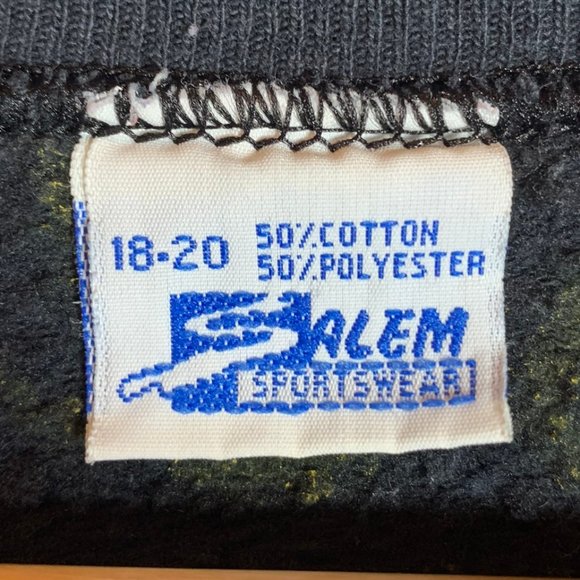 18-20
50%COTTON
50%POLYESTER
SALEM
SPORTSWEAR